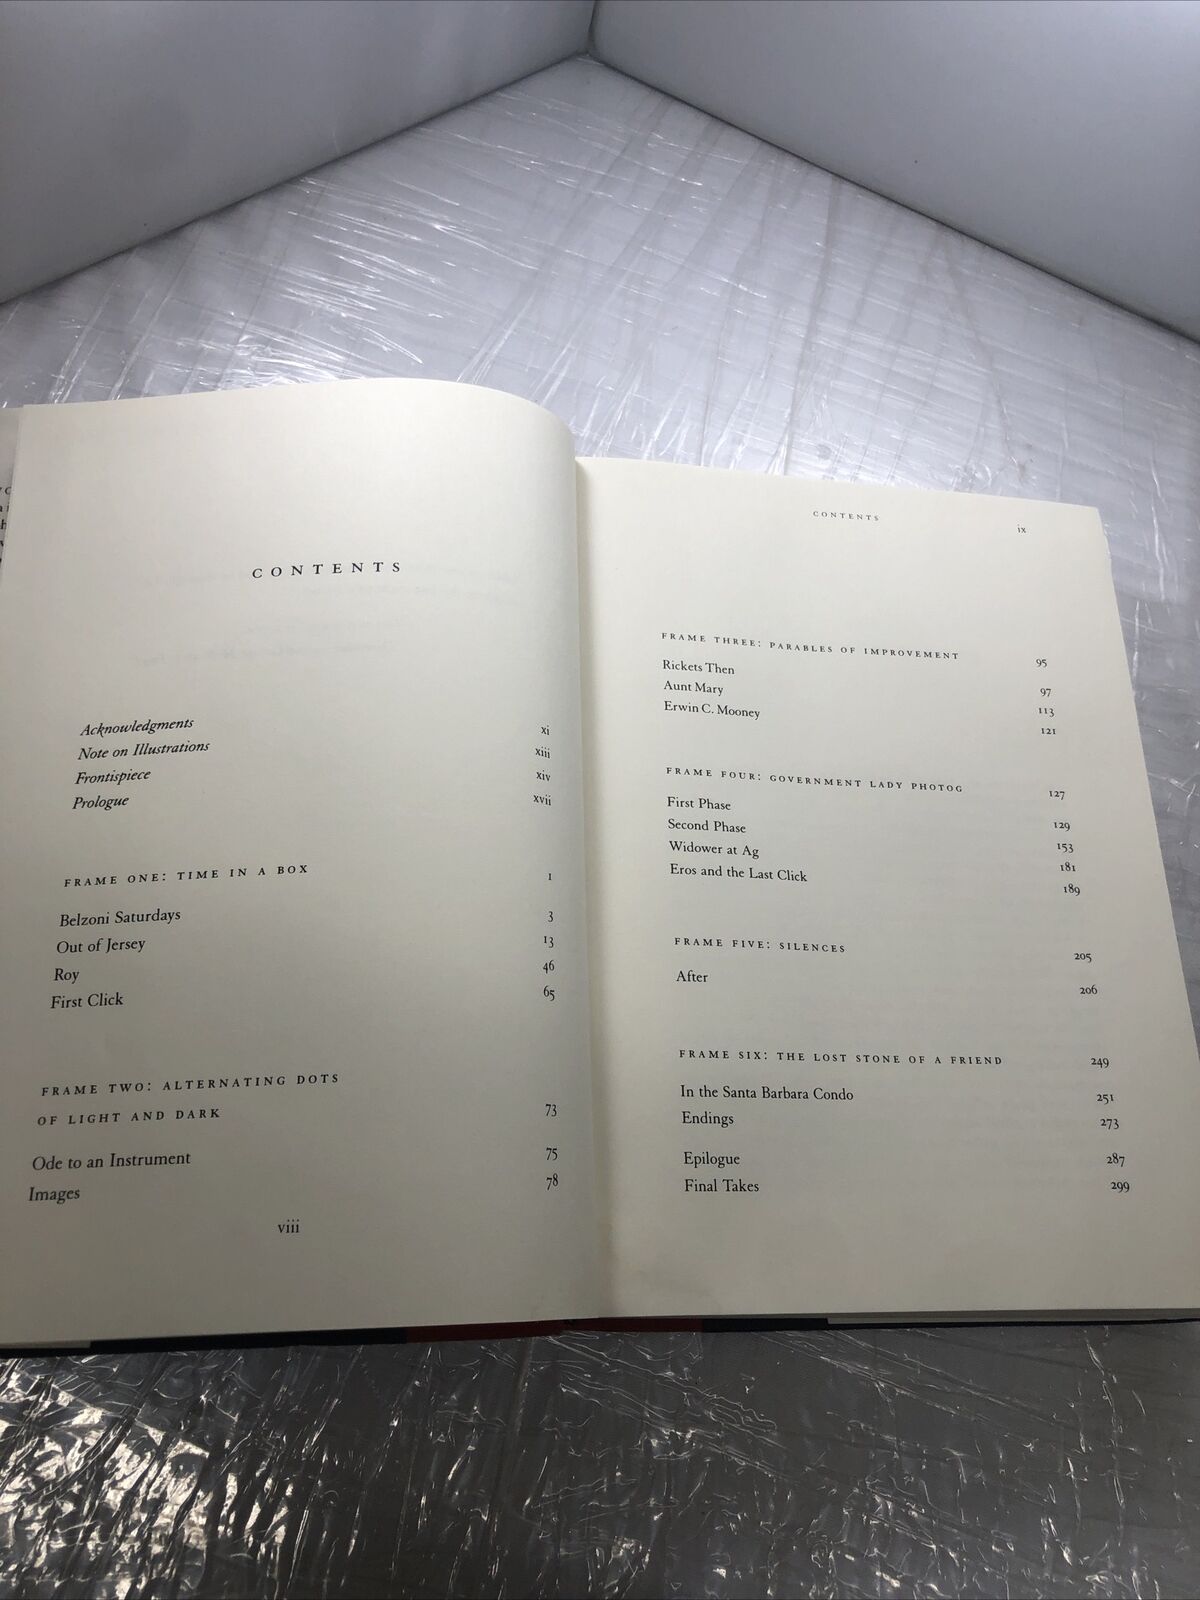 CONTENTS
Acknowledgments xi
Note on Illustrations xiii
Frontispiece xiv
Prologue xvii
FRAME ONE: TIME IN A BOX 1
Belzoni Saturdays 3
Out of Jersey 13
Roy 46
First Click 65
FRAME TWO: ALTERNATING DOTS
OF LIGHT AND DARK 73
Ode to an Instrument 75
Images 78
viii
CONTENTS ix
FRAME THREE: PARABLES OF IMPROVEMENT 95
Rickets Then 97
Aunt Mary 113
Erwin C. Mooney 121
FRAME FOUR: GOVERNMENT LADY PHOTOG 127
First Phase 129
Second Phase 153
Widower at Ag 181
Eros and the Last Click 189
FRAME FIVE: SILENCES 205
After 206
FRAME SIX: THE LOST STONE OF A FRIEND 249
In the Santa Barbara Condo 251
Endings 273
Epilogue 287
Final Takes 299